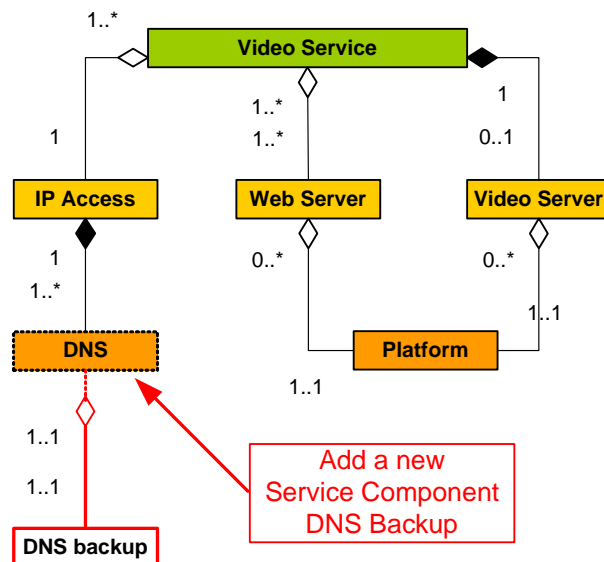 1..*
Video Service
1..*
1
1
1..*
0..1
IP Access
Web Server
Video Server
1
0..*
0..*
1..*
1..1
DNS
Platform
1..1
1..1
Add a new
1..1
Service Component
DNS Backup
DNS backup